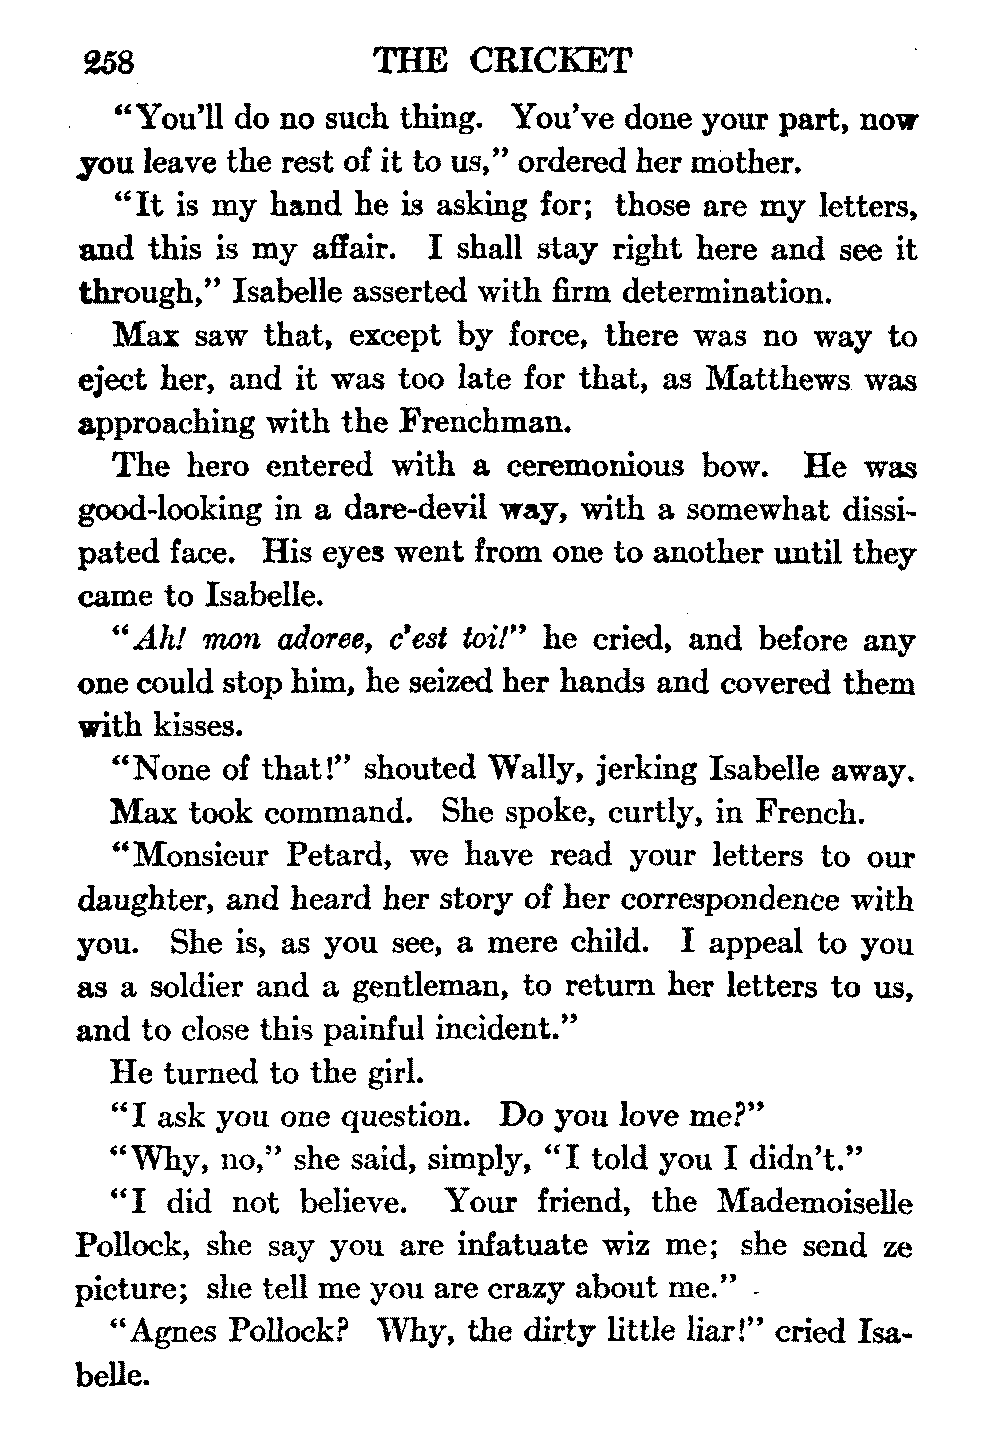 258 THE CRICKET
“You’ll do no such thing. You’ve done your part, now
you leave the rest of it to us,” ordered her mother.
“It is my hand he is asking for; those are my letters,
and this is my affair. I shall stay right here and see it
through,” Isabelle asserted with firm determination.
Max saw that, except by force, there was no way to
eject her, and it was too late for that, as Matthews was
approaching with the Frenchman.
The hero entered with a ceremonious bow. He was
good-looking in a dare-devil way, with a somewhat dissi-
pated face. His eyes went from one to another until they
came to Isabelle.
“Ah! mon adoree, c’est toi!” he cried, and before any
one could stop him, he seized her hands and covered them
with kisses.
“None of that!” shouted Wally, jerking Isabelle away.
Max took command. She spoke, curtly, in French.
“Monsieur Petard, we have read your letters to our
daughter, and heard her story of her correspondence with
you. She is, as you see, a mere child. I appeal to you
as a soldier and a gentleman, to return her letters to us,
and to close this painful incident.”
He turned to the girl.
“I ask you one question. Do you love me?”
“Why, no,” she said, simply, “I told you I didn’t.”
“I did not believe. Your friend, the Mademoiselle
Pollock, she say you are infatuate wiz me; she send ze
picture; she tell me you are crazy about me.”
“Agnes Pollock? Why, the dirty little liar!” cried Isa-
belle.